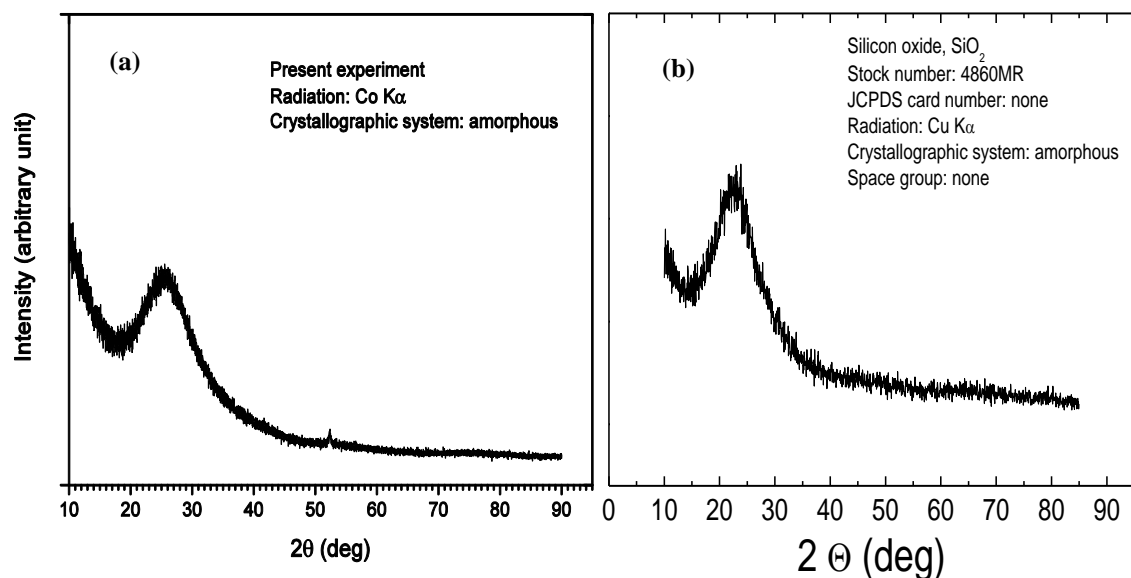 (a)
Present experiment
Radiation: Co Kα
Crystallographic system: amorphous
Intensity (arbitrary unit)
10 20 30 40 50 60 70 80 90
2θ (deg)
(b)
Silicon oxide, SiO₂
Stock number: 4860MR
JCPDS card number: none
Radiation: Cu Kα
Crystallographic system: amorphous
Space group: none
0 10 20 30 40 50 60 70 80 90
2 Θ (deg)